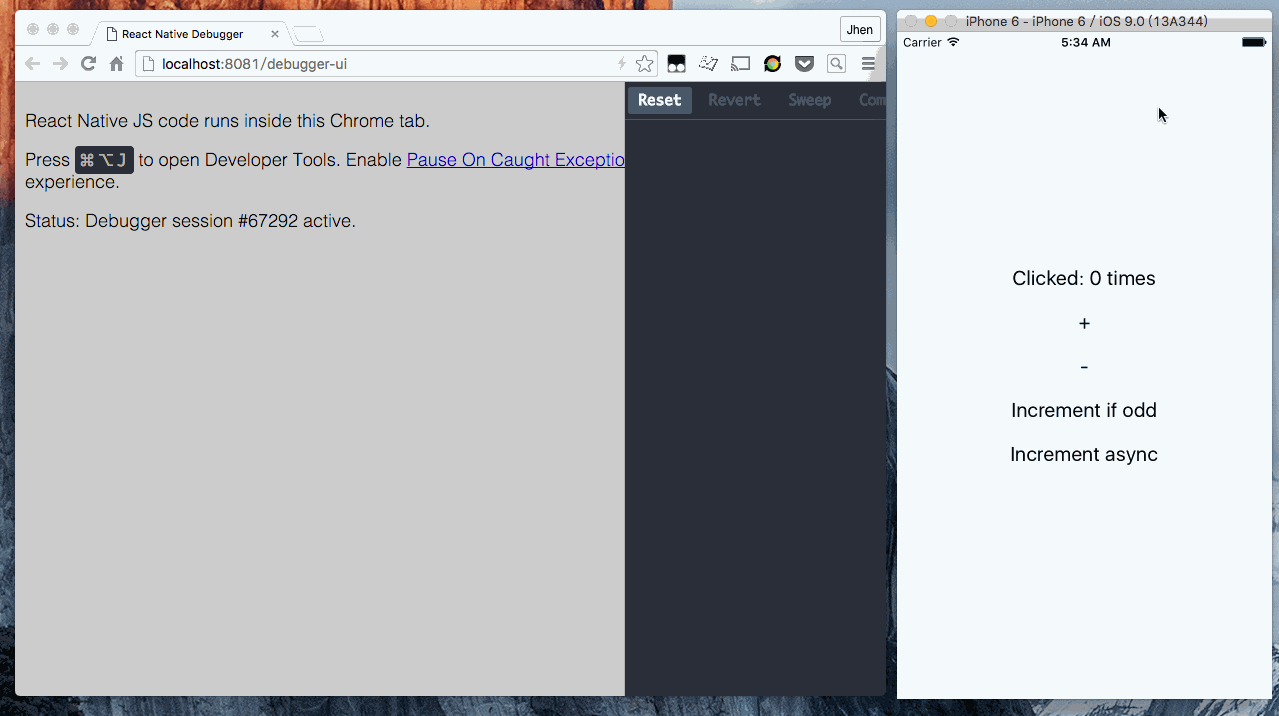 React Native Debugger
Jhen
localhost:8081/debugger-ui
React Native JS code runs inside this Chrome tab.
Press ⌘⌥J to open Developer Tools. Enable Pause On Caught Exceptio
experience.
Status: Debugger session #67292 active.
Reset Revert Sweep Com
iPhone 6 - iPhone 6 / iOS 9.0 (13A344)
Carrier 5:34 AM
Clicked: 0 times
+
-
Increment if odd
Increment async